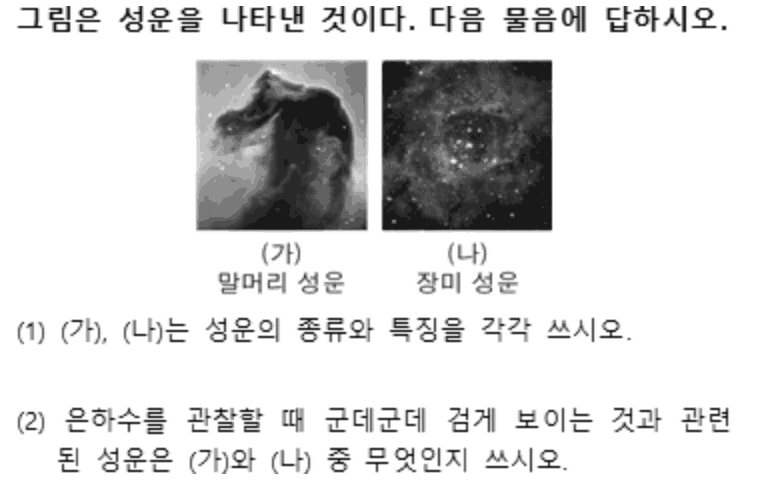 그림은 성운을 나타낸 것이다. 다음 물음에 답하시오.
(가) (나)
말머리 성운 장미 성운
(1) (가), (나)는 성운의 종류와 특징을 각각 쓰시오.
(2) 은하수를 관찰할 때 군데군데 검게 보이는 것과 관련
된 성운은 (가)와 (나) 중 무엇인지 쓰시오.